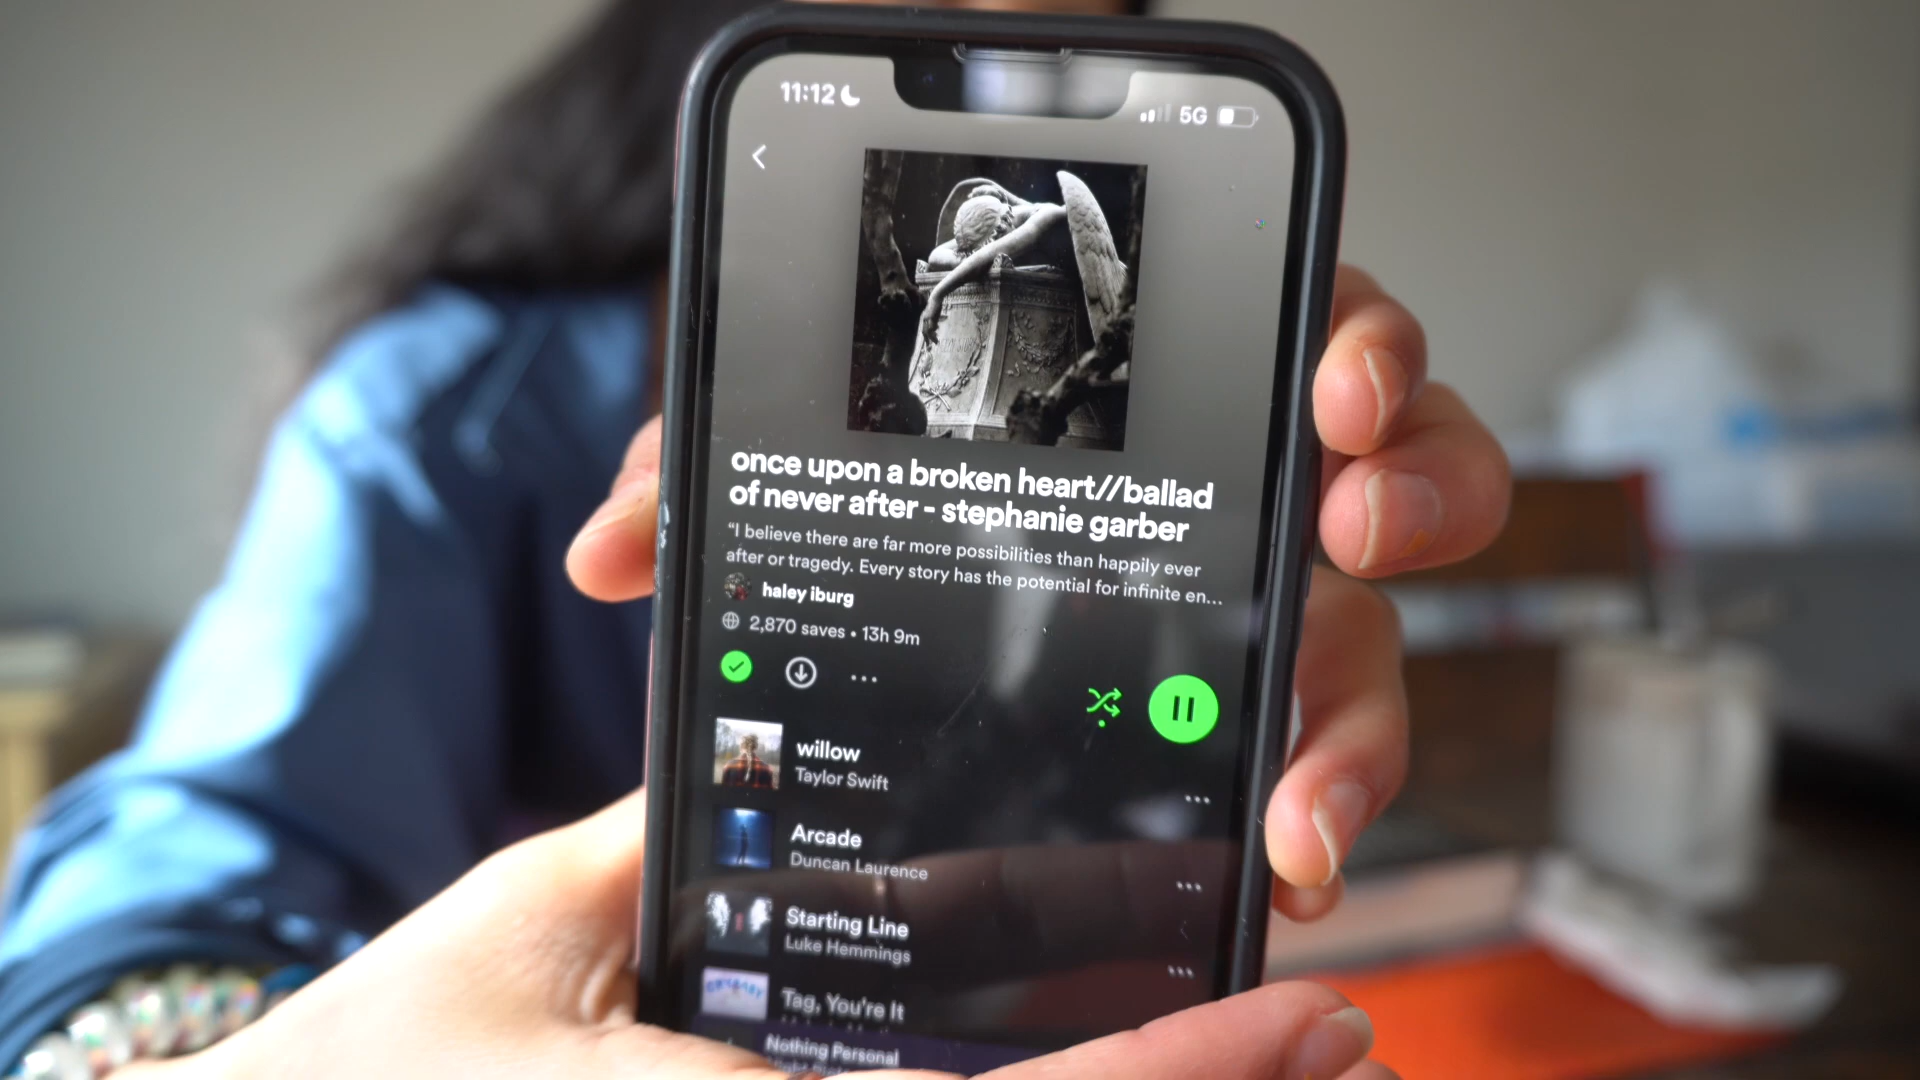 11:12
5G
once upon a broken heart//ballad
of never after - stephanie garber
“I believe there are far more possibilities than happily ever
after or tragedy. Every story has the potential for infinite en...
haley iburg
2,870 saves • 13h 9m
willow
Taylor Swift
Arcade
Duncan Laurence
Starting Line
Luke Hemmings
Tag, You're It
Nothing Personal